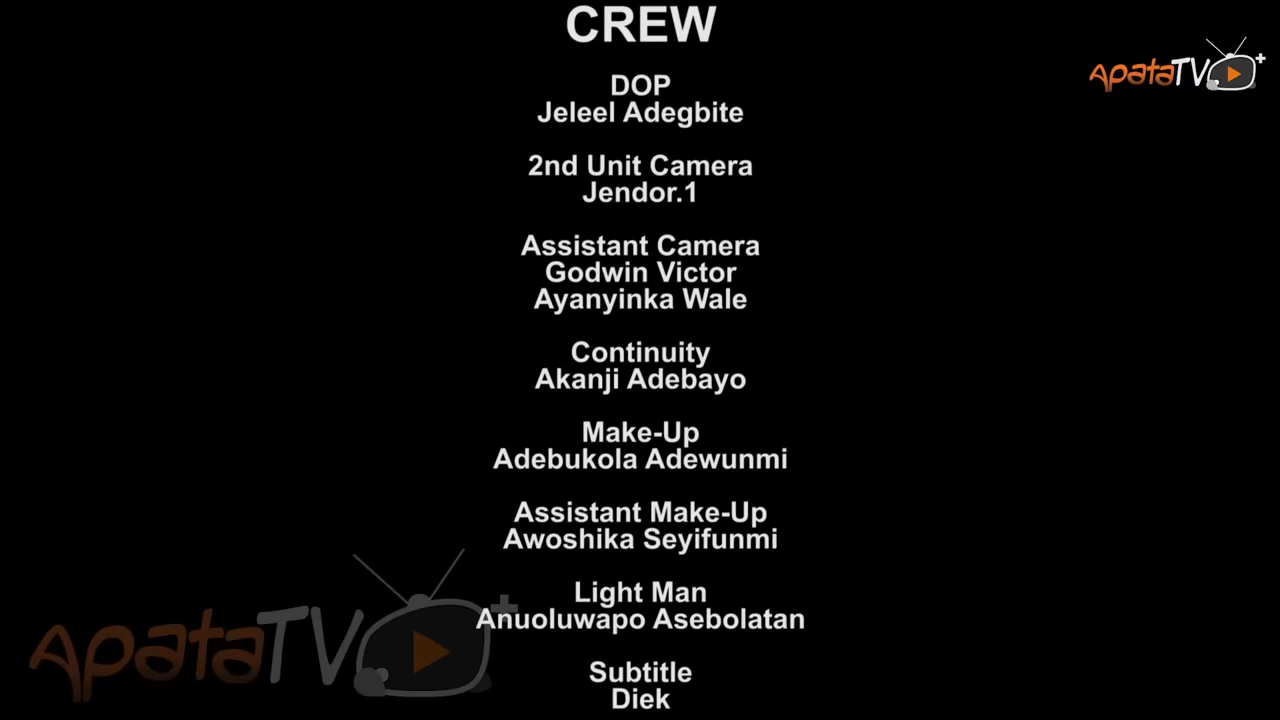 CREW
ApataTV+
DOP
Jeleel Adegbite
2nd Unit Camera
Jendor.1
Assistant Camera
Godwin Victor
Ayanyinka Wale
Continuity
Akanji Adebayo
Make-Up
Adebukola Adewunmi
Assistant Make-Up
Awoshika Seyifunmi
Light Man
Anuoluwapo Asebolatan
ApataTV+
Subtitle
Diek